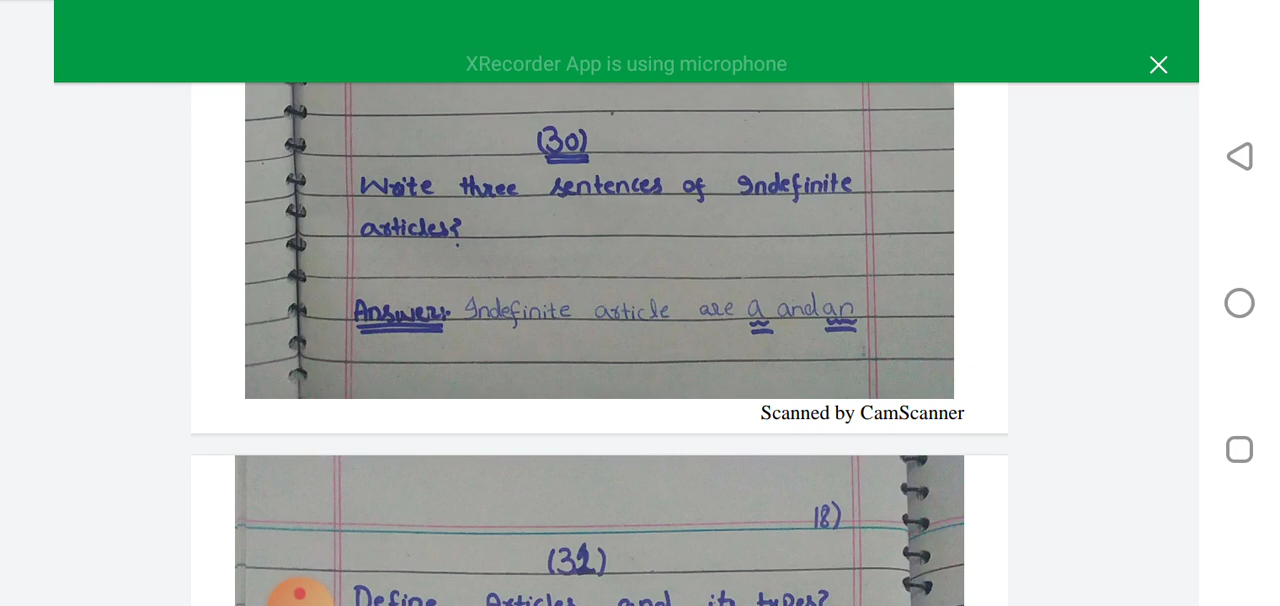 XRecorder App is using microphone
(30)
Write three sentences of Indefinite
articles?
Answer:- Indefinite article are a and an
Scanned by CamScanner
18)
(31)
Define Articles and its types?